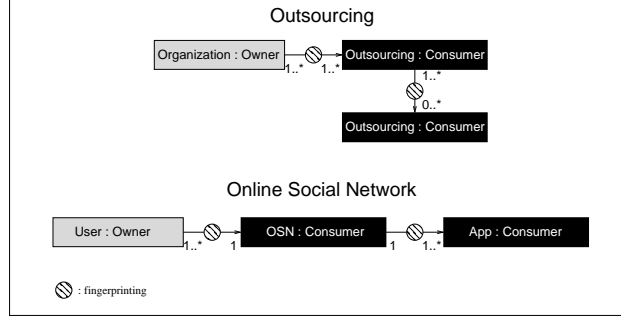 Outsourcing
Organization : Owner
1..*
1..*
Outsourcing : Consumer
1..*
0..*
Outsourcing : Consumer
Online Social Network
User : Owner
1..*
1
OSN : Consumer
1
1..*
App : Consumer
: fingerprinting